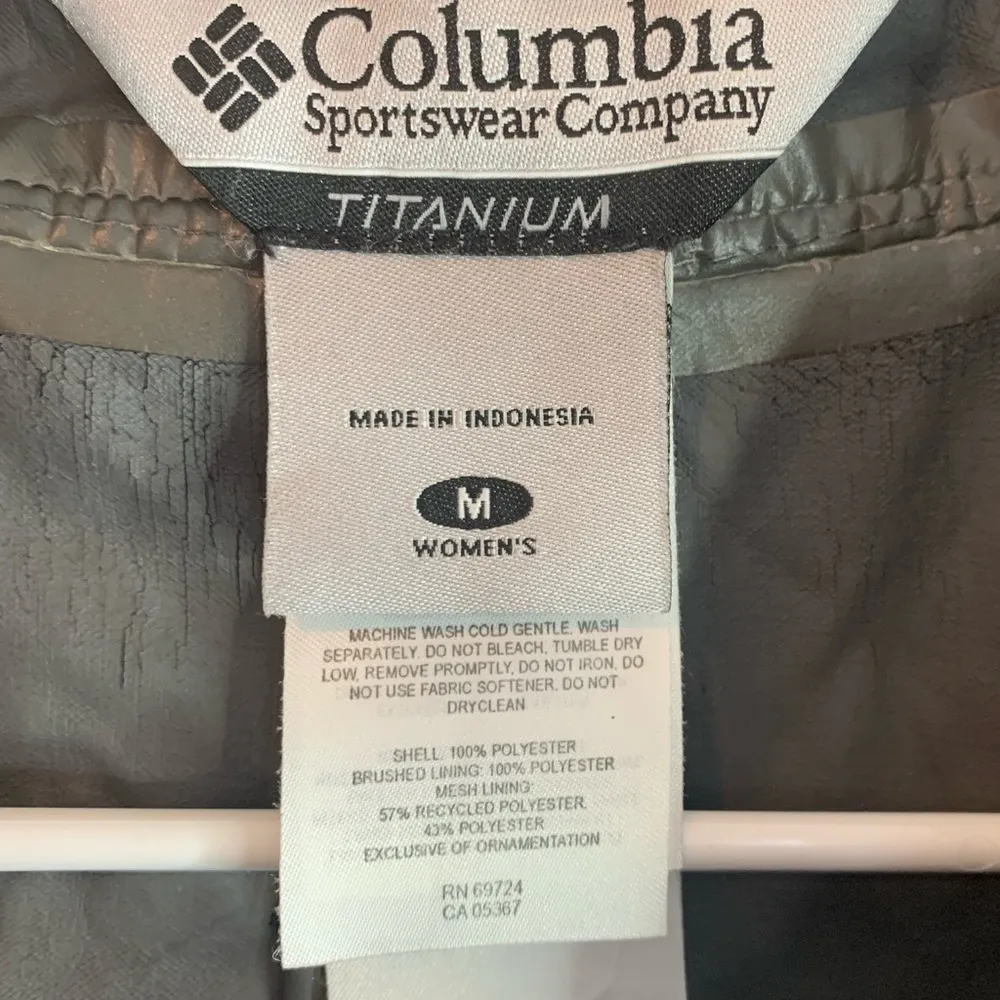 Columbia
Sportswear Company
TITANIUM
MADE IN INDONESIA
M
WOMEN'S
MACHINE WASH COLD GENTLE. WASH
SEPARATELY. DO NOT BLEACH. TUMBLE DRY
LOW, REMOVE PROMPTLY, DO NOT IRON, DO
NOT USE FABRIC SOFTENER. DO NOT
DRYCLEAN
SHELL: 100% POLYESTER
BRUSHED LINING: 100% POLYESTER
MESH LINING:
57% RECYCLED POLYESTER,
43% POLYESTER
EXCLUSIVE OF ORNAMENTATION
RN 69724
CA 05367